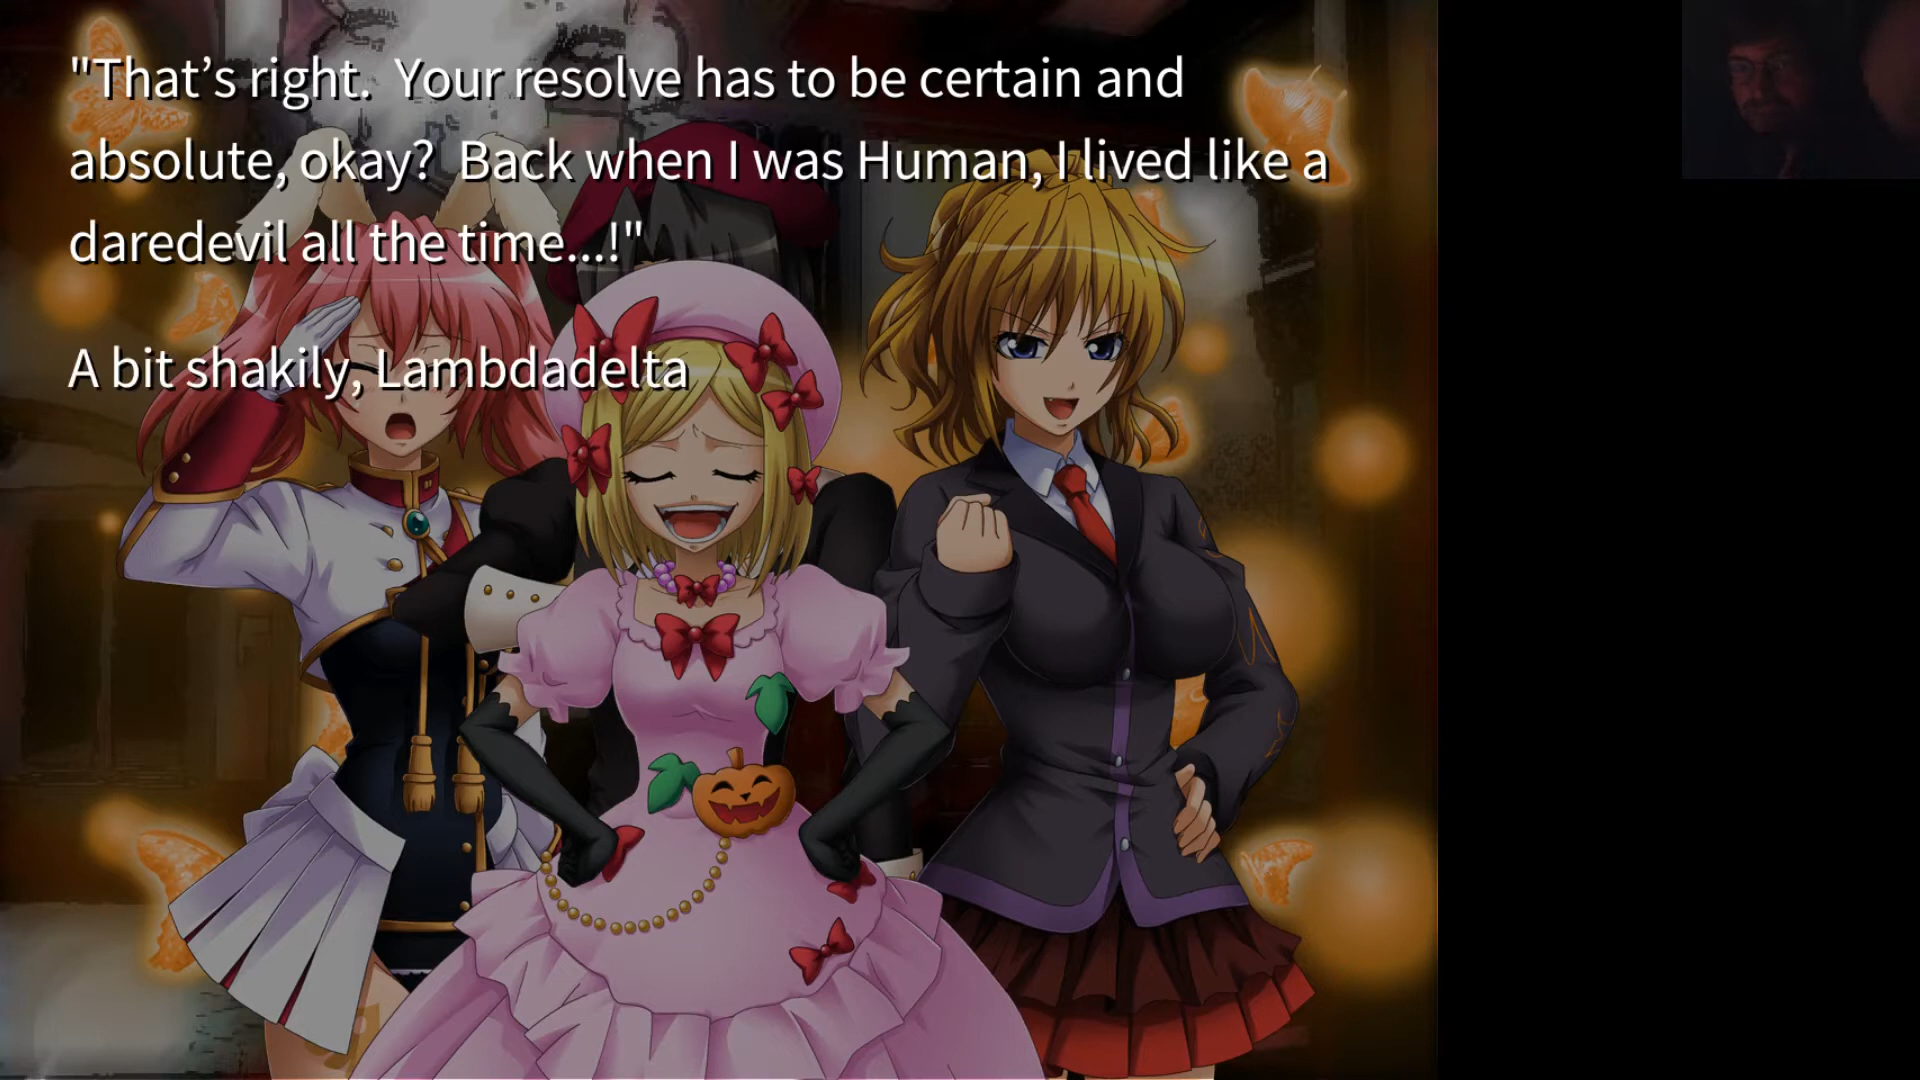 "That’s right.  Your resolve has to be certain and
absolute, okay?  Back when I was Human, I lived like a
daredevil all the time...!"
A bit shakily, Lambdadelta